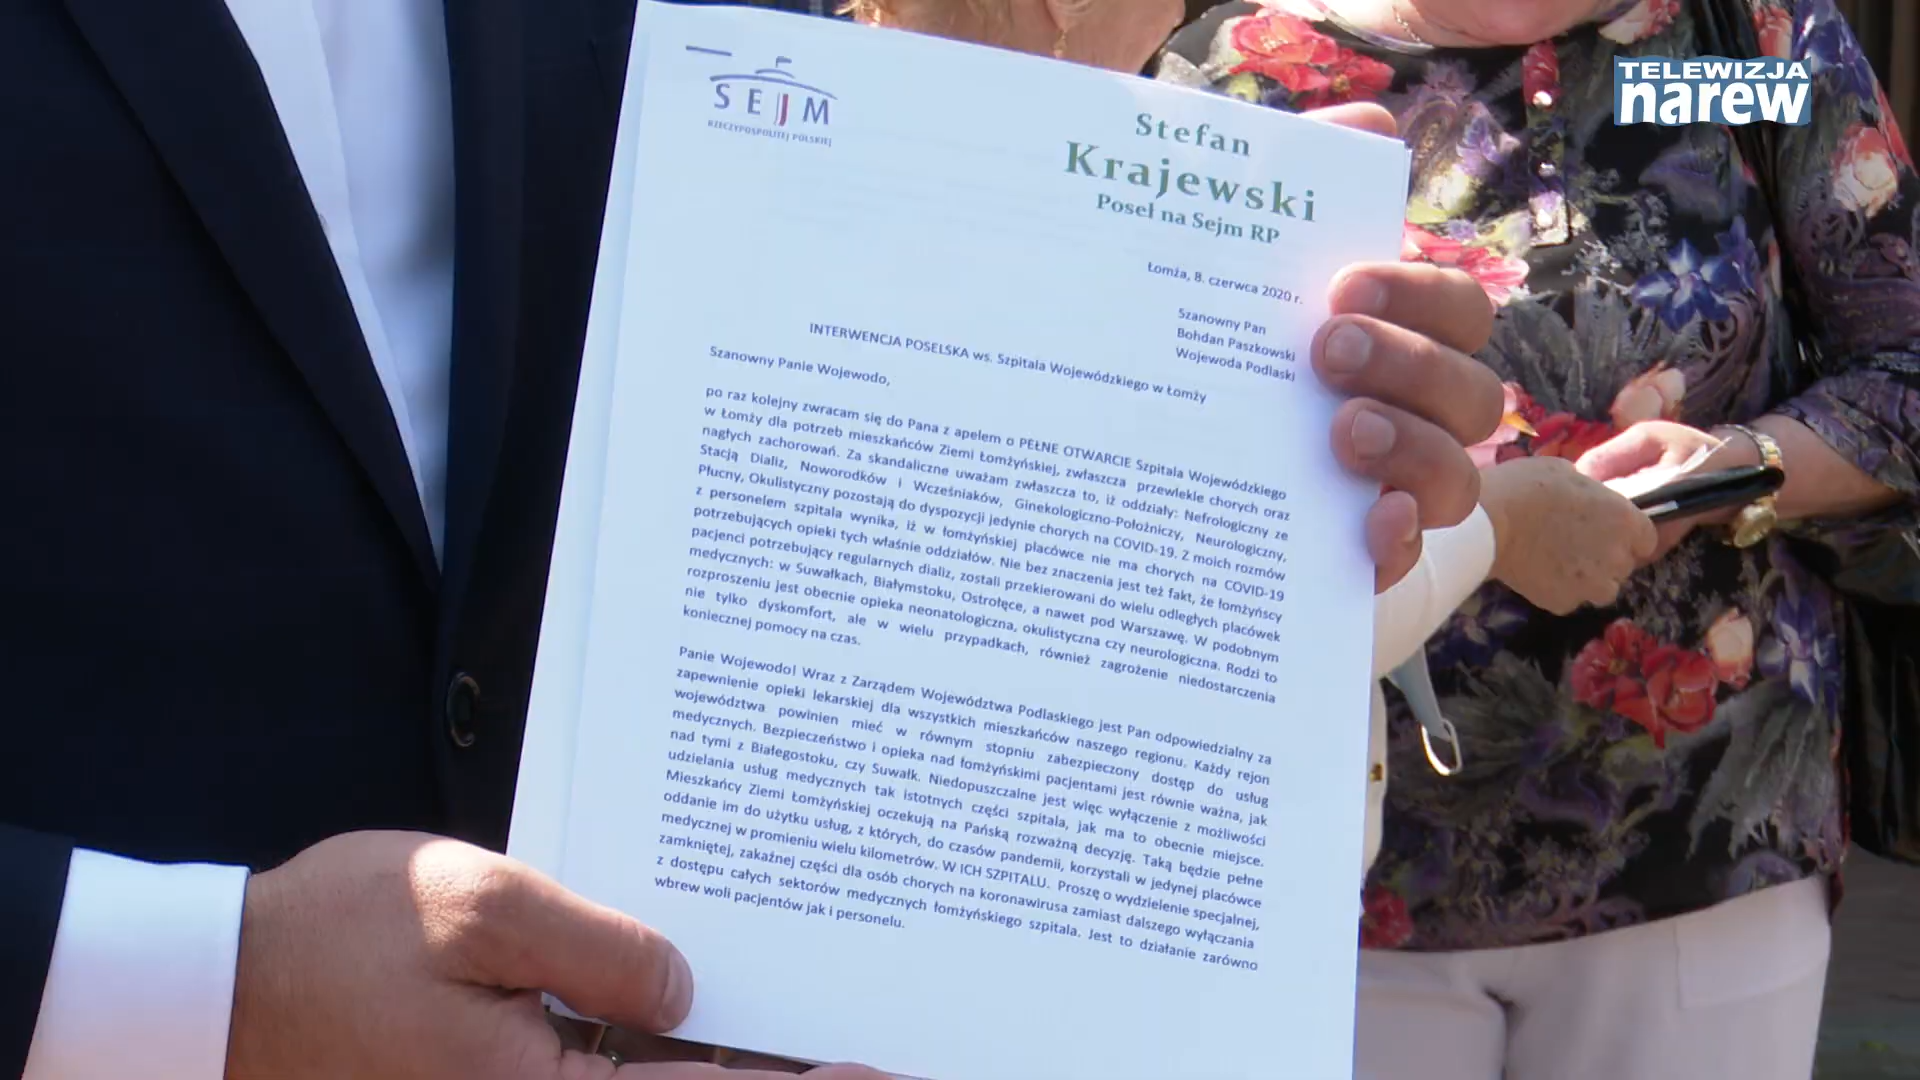 TELEWIZJA
narew
SEJM
RZECZYPOSPOLITEJ POLSKIEJ
Stefan
Krajewski
Poseł na Sejm RP
Łomża, 8. czerwca 2020 r.
Szanowny Pan
Bohdan Paszkowski
Wojewoda Podlaski
INTERWENCJA POSELSKA ws. Szpitala Wojewódzkiego w Łomży
Szanowny Panie Wojewodo,
po raz kolejny zwracam się do Pana z apelem o PEŁNE OTWARCIE Szpitala Wojewódzkiego
w Łomży dla potrzeb mieszkańców Ziemi Łomżyńskiej, zwłaszcza przewlekle chorych oraz
nagłych zachorowań. Za skandaliczne uważam zwłaszcza to, iż oddziały: Nefrologiczny ze
Stacją Dializ, Noworodków i Wcześniaków, Ginekologiczno-Położniczy, Neurologiczny,
Płucny, Okulistyczny pozostają do dyspozycji jedynie chorych na COVID-19. Z moich rozmów
z personelem szpitala wynika, iż w łomżyńskiej placówce nie ma chorych na COVID-19
potrzebujących opieki tych właśnie oddziałów. Nie bez znaczenia jest też fakt, że łomżyńscy
pacjenci potrzebujący regularnych dializ, zostali przekierowani do wielu odległych placówek
medycznych: w Suwałkach, Białymstoku, Ostrołęce, a nawet pod Warszawę. W podobnym
rozproszeniu jest obecnie opieka neonatologiczna, okulistyczna czy neurologiczna. Rodzi to
nie tylko dyskomfort, ale w wielu przypadkach, również zagrożenie niedostarczenia
koniecznej pomocy na czas.
Panie Wojewodo! Wraz z Zarządem Województwa Podlaskiego jest Pan odpowiedzialny za
zapewnienie opieki lekarskiej dla wszystkich mieszkańców naszego regionu. Każdy rejon
województwa powinien mieć w równym stopniu zabezpieczony dostęp do usług
medycznych. Bezpieczeństwo i opieka nad łomżyńskimi pacjentami jest równie ważna, jak
nad tymi z Białegostoku, czy Suwałk. Niedopuszczalne jest więc wyłączenie z możliwości
udzielania usług medycznych tak istotnych części szpitala, jak ma to obecnie miejsce.
Mieszkańcy Ziemi Łomżyńskiej oczekują na Pańską rozważną decyzję. Taką będzie pełne
oddanie im do użytku usług, z których, do czasów pandemii, korzystali w jedynej placówce
medycznej w promieniu wielu kilometrów. W ICH SZPITALU. Proszę o wydzielenie specjalnej,
zamkniętej, zakaźnej części dla osób chorych na koronawirusa zamiast dalszego wyłączania
z dostępu całych sektorów medycznych łomżyńskiego szpitala. Jest to działanie zarówno
wbrew woli pacjentów jak i personelu.